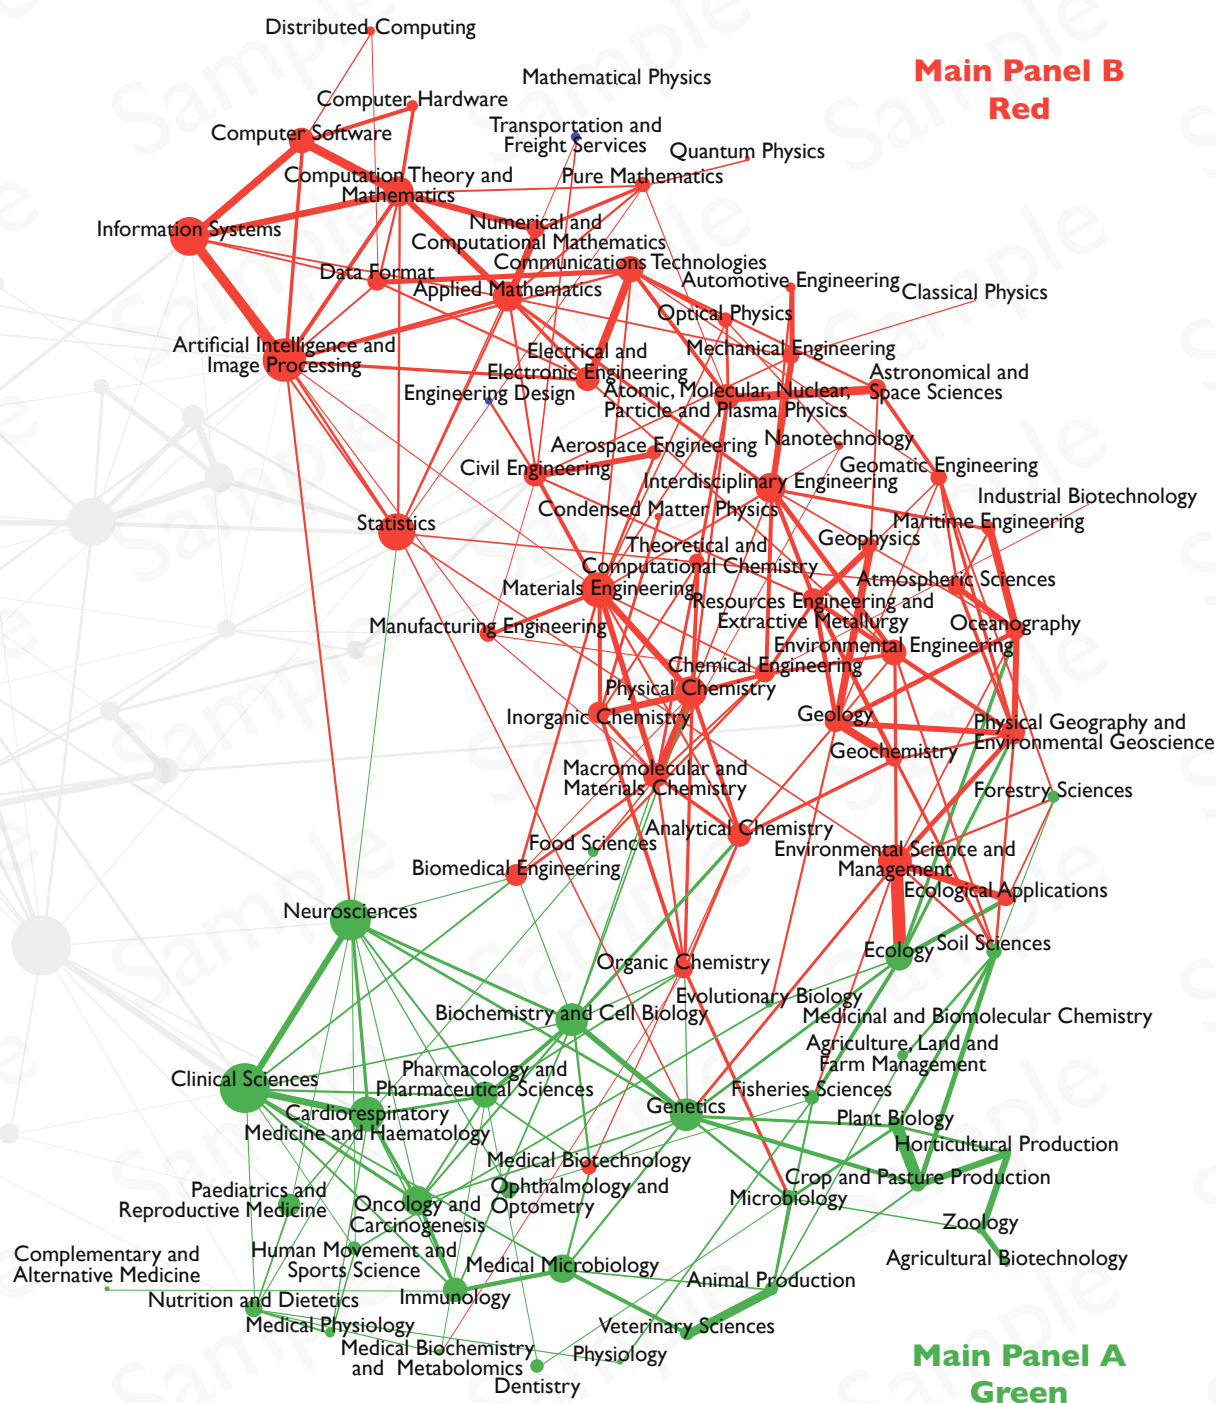 Distributed Computing
Main Panel B
Red
Mathematical Physics
Computer Hardware
Transportation and
Freight Services
Computer Software
Quantum Physics
Pure Mathematics
Computation Theory and
Mathematics
Information Systems
Numerical and
Computational Mathematics
Communications Technologies
Data Format
Automotive Engineering
Applied Mathematics
Classical Physics
Optical Physics
Artificial Intelligence and
Image Processing
Mechanical Engineering
Electrical and
Electronic Engineering
Astronomical and
Space Sciences
Engineering Design
Atomic, Molecular, Nuclear,
Particle and Plasma Physics
Aerospace Engineering
Nanotechnology
Civil Engineering
Geomatic Engineering
Interdisciplinary Engineering
Industrial Biotechnology
Condensed Matter Physics
Statistics
Maritime Engineering
Geophysics
Theoretical and
Computational Chemistry
Atmospheric Sciences
Materials Engineering
Resources Engineering and
Extractive Metallurgy
Manufacturing Engineering
Oceanography
Environmental Engineering
Chemical Engineering
Physical Chemistry
Inorganic Chemistry
Geology
Physical Geography and
Environmental Geoscience
Geochemistry
Macromolecular and
Materials Chemistry
Forestry Sciences
Analytical Chemistry
Food Sciences
Environmental Science and
Management
Biomedical Engineering
Ecological Applications
Neurosciences
Ecology
Soil Sciences
Organic Chemistry
Evolutionary Biology
Biochemistry and Cell Biology
Medicinal and Biomolecular Chemistry
Agriculture, Land and
Farm Management
Pharmacology and
Pharmaceutical Sciences
Clinical Sciences
Fisheries Sciences
Genetics
Cardiorespiratory
Medicine and Haematology
Plant Biology
Horticultural Production
Medical Biotechnology
Crop and Pasture Production
Paediatrics and
Reproductive Medicine
Ophthalmology and
Optometry
Microbiology
Oncology and
Carcinogenesis
Zoology
Complementary and
Alternative Medicine
Human Movement and
Sports Science
Medical Microbiology
Agricultural Biotechnology
Animal Production
Nutrition and Dietetics
Immunology
Medical Physiology
Veterinary Sciences
Medical Biochemistry
and Metabolomics
Physiology
Dentistry
Main Panel A
Green
Sample
Sample
Sample
Sample
Sample
Sample
Sample
Sample